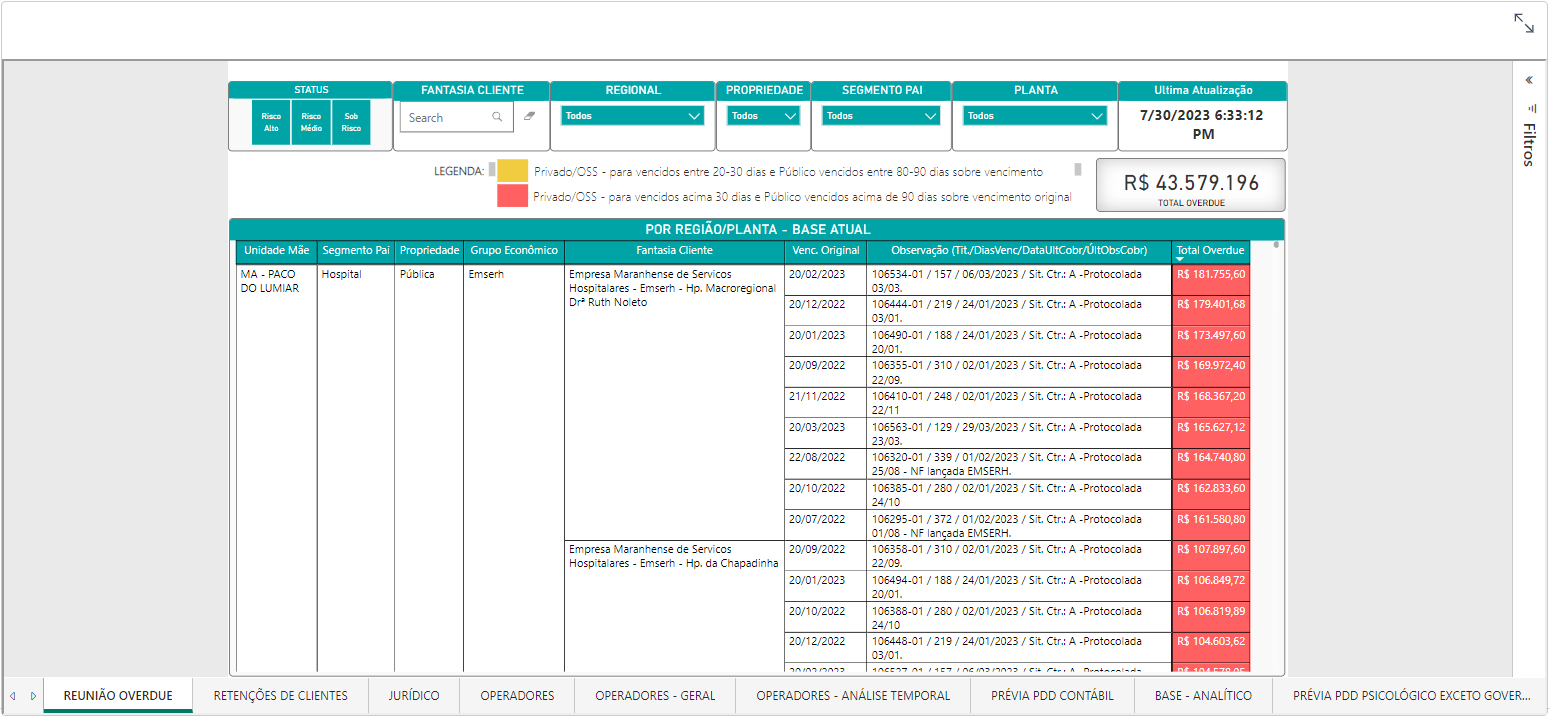 STATUS
Risco Alto
Risco Médio
Sob Risco
FANTASIA CLIENTE
Search
REGIONAL
Todos
PROPRIEDADE
Todos
SEGMENTO PAI
Todos
PLANTA
Todos
Ultima Atualização
7/30/2023 6:33:12
PM
Filtros
LEGENDA:
Privado/OSS - para vencidos entre 20-30 dias e Público vencidos entre 80-90 dias sobre vencimento
Privado/OSS - para vencidos acima 30 dias e Público vencidos acima de 90 dias sobre vencimento original
R$ 43.579.196
TOTAL OVERDUE
POR REGIÃO/PLANTA - BASE ATUAL
Unidade Mãe Segmento Pai Propriedade Grupo Econômico Fantasia Cliente Venc. Original Observação (Tit./DiasVenc/DataUltCobr/ÚltObsCobr) Total Overdue
MA - PACO Hospital Pública Emserh Empresa Maranhense de Servicos 20/02/2023 106534-01 / 157 / 06/03/2023 / Sit. Ctr.: A -Protocolada R$ 181.755,60
DO LUMIAR Hospitalares - Emserh - Hp. Macroregional 03/03.
Drª Ruth Noleto
20/12/2022 106444-01 / 219 / 24/01/2023 / Sit. Ctr.: A -Protocolada R$ 179.401,68
03/01.
20/01/2023 106490-01 / 188 / 24/01/2023 / Sit. Ctr.: A -Protocolada R$ 173.497,60
20/01.
20/09/2022 106355-01 / 310 / 02/01/2023 / Sit. Ctr.: A -Protocolada R$ 169.972,40
22/09.
21/11/2022 106410-01 / 248 / 02/01/2023 / Sit. Ctr.: A -Protocolada R$ 168.367,20
22/11
20/03/2023 106563-01 / 129 / 29/03/2023 / Sit. Ctr.: A -Protocolada R$ 165.627,12
23/03.
22/08/2022 106320-01 / 339 / 01/02/2023 / Sit. Ctr.: A -Protocolada R$ 164.740,80
25/08 - NF lançada EMSERH.
20/10/2022 106385-01 / 280 / 02/01/2023 / Sit. Ctr.: A -Protocolada R$ 162.833,60
24/10
20/07/2022 106295-01 / 372 / 01/02/2023 / Sit. Ctr.: A -Protocolada R$ 161.580,80
01/08 - NF lançada EMSERH.
Empresa Maranhense de Servicos 20/09/2022 106358-01 / 310 / 02/01/2023 / Sit. Ctr.: A -Protocolada R$ 107.897,60
Hospitalares - Emserh - Hp. da Chapadinha 22/09.
20/01/2023 106494-01 / 188 / 24/01/2023 / Sit. Ctr.: A -Protocolada R$ 106.849,72
20/01.
20/10/2022 106388-01 / 280 / 02/01/2023 / Sit. Ctr.: A -Protocolada R$ 106.819,89
24/10
20/12/2022 106448-01 / 219 / 24/01/2023 / Sit. Ctr.: A -Protocolada R$ 104.603,62
03/01.
REUNIÃO OVERDUE RETENÇÕES DE CLIENTES JURÍDICO OPERADORES OPERADORES - GERAL OPERADORES - ANÁLISE TEMPORAL PRÉVIA PDD CONTÁBIL BASE - ANALÍTICO PRÉVIA PDD PSICOLÓGICO EXCETO GOVER...